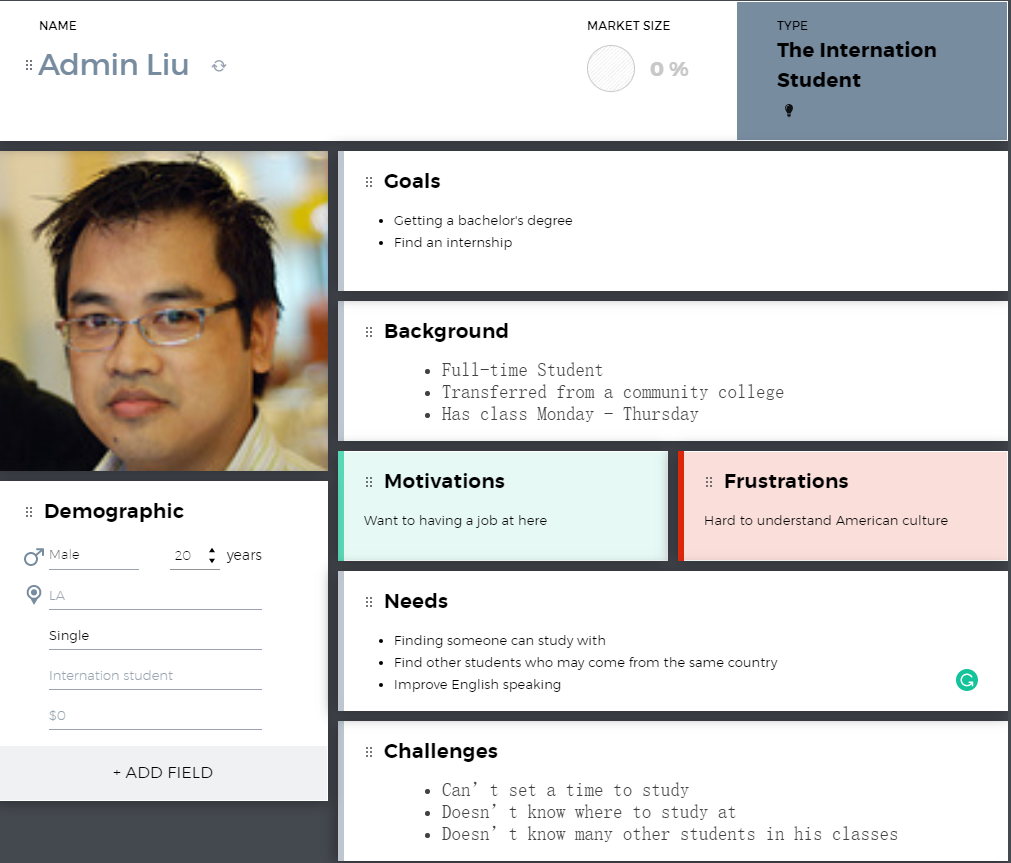 NAME
Admin Liu
MARKET SIZE
0 %
TYPE
The Internation
Student
Demographic
Male
20 years
LA
Single
Internation student
$0
+ ADD FIELD
Goals
Getting a bachelor's degree
Find an internship
Background
Full-time Student
Transferred from a community college
Has class Monday - Thursday
Motivations
Want to having a job at here
Frustrations
Hard to understand American culture
Needs
Finding someone can study with
Find other students who may come from the same country
Improve English speaking
Challenges
Can’t set a time to study
Doesn’t know where to study at
Doesn’t know many other students in his classes